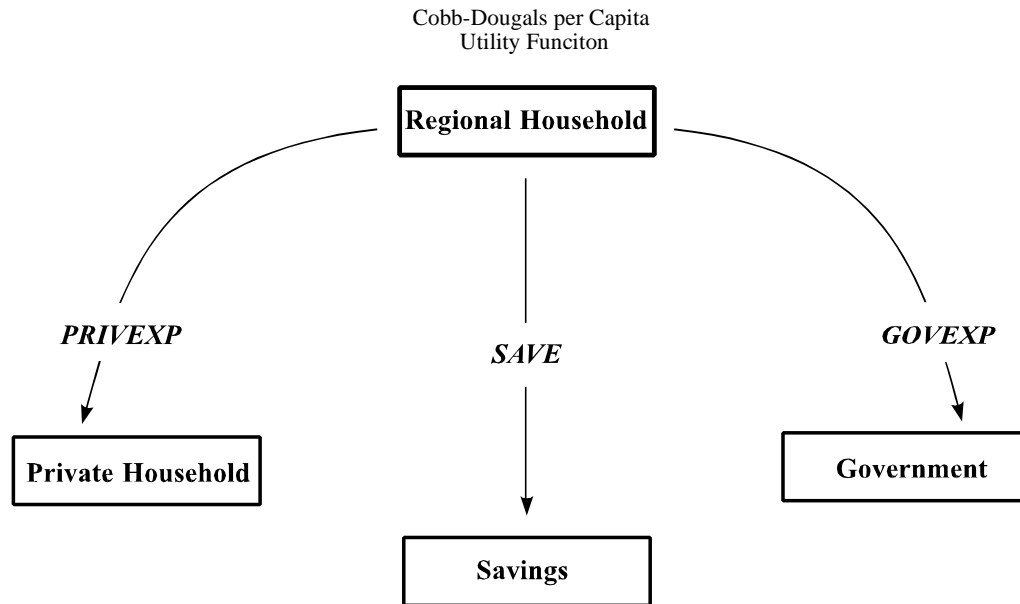 Cobb-Dougals per Capita
Utility Funciton
Regional Household
PRIVEXP
SAVE
GOVEXP
Private Household
Government
Savings